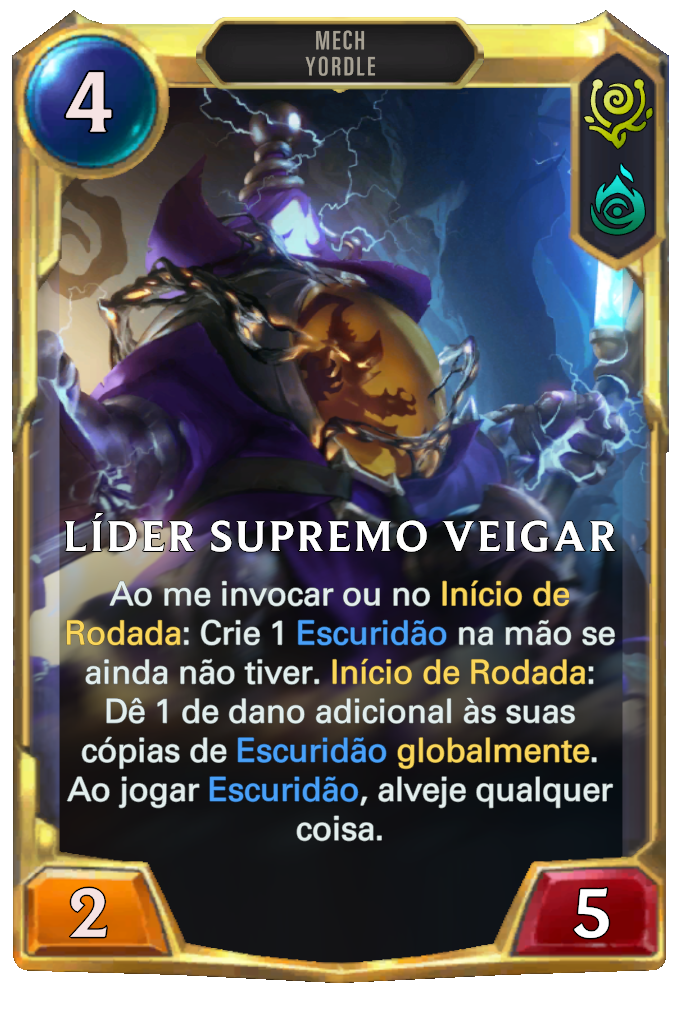 MECH
YORDLE
4
LÍDER SUPREMO VEIGAR
Ao me invocar ou no Início de
Rodada: Crie 1 Escuridão na mão se
ainda não tiver. Início de Rodada:
Dê 1 de dano adicional às suas
cópias de Escuridão globalmente.
Ao jogar Escuridão, alveje qualquer
coisa.
2
5